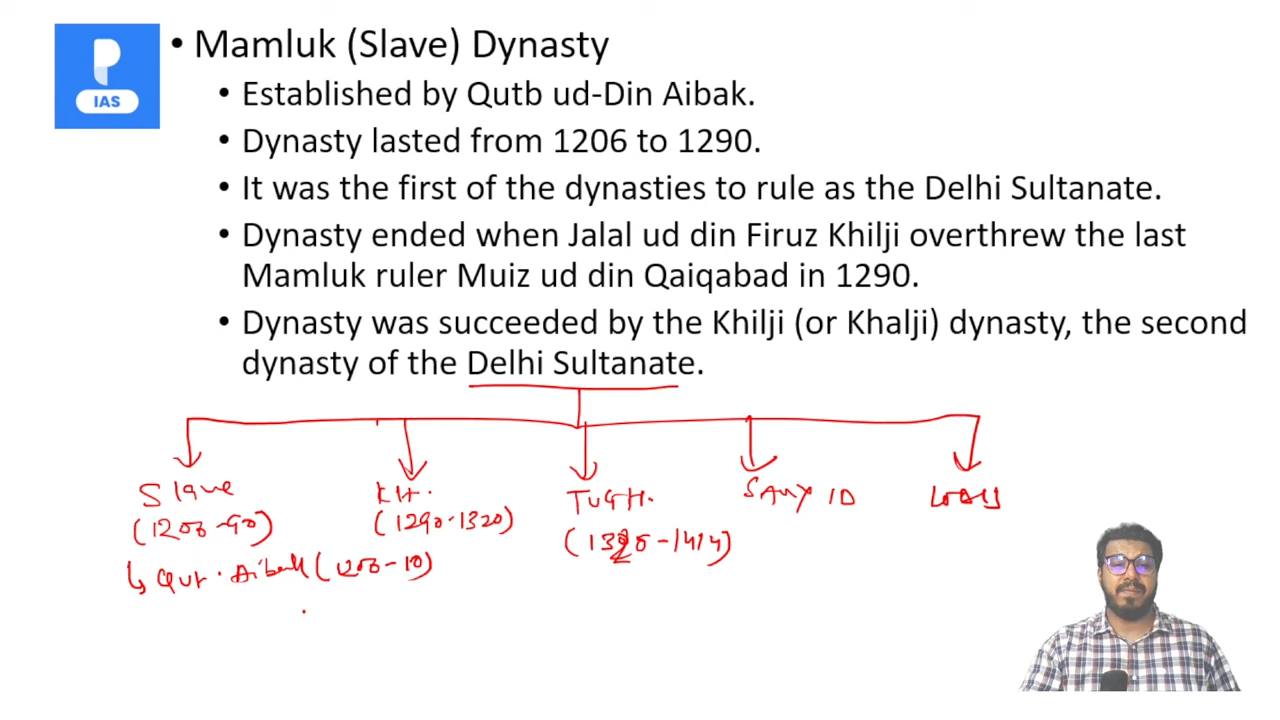 P
IAS
• Mamluk (Slave) Dynasty
• Established by Qutb ud-Din Aibak.
• Dynasty lasted from 1206 to 1290.
• It was the first of the dynasties to rule as the Delhi Sultanate.
• Dynasty ended when Jalal ud din Firuz Khilji overthrew the last
Mamluk ruler Muiz ud din Qaiqabad in 1290.
• Dynasty was succeeded by the Khilji (or Khalji) dynasty, the second
dynasty of the Delhi Sultanate.
Slave KH. TUGH. SAYYID LODHI
(1206-90) (1290-1320) (1320-1414)
Qut. Aibak (1206-10)